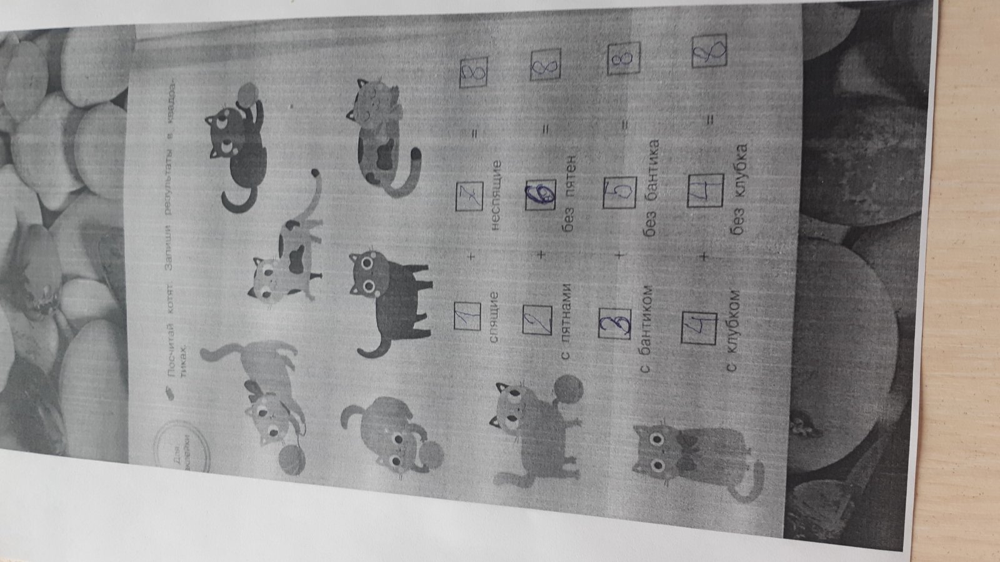 Для
наклейки
Посчитай котят. Запиши результаты в квадра-
тиках.
1 + 7 = 8
спящие неспящие
2 + 6 = 8
с пятнами без пятен
3 + 5 = 8
с бантиком без бантика
4 + 4 = 8
с клубком без клубка